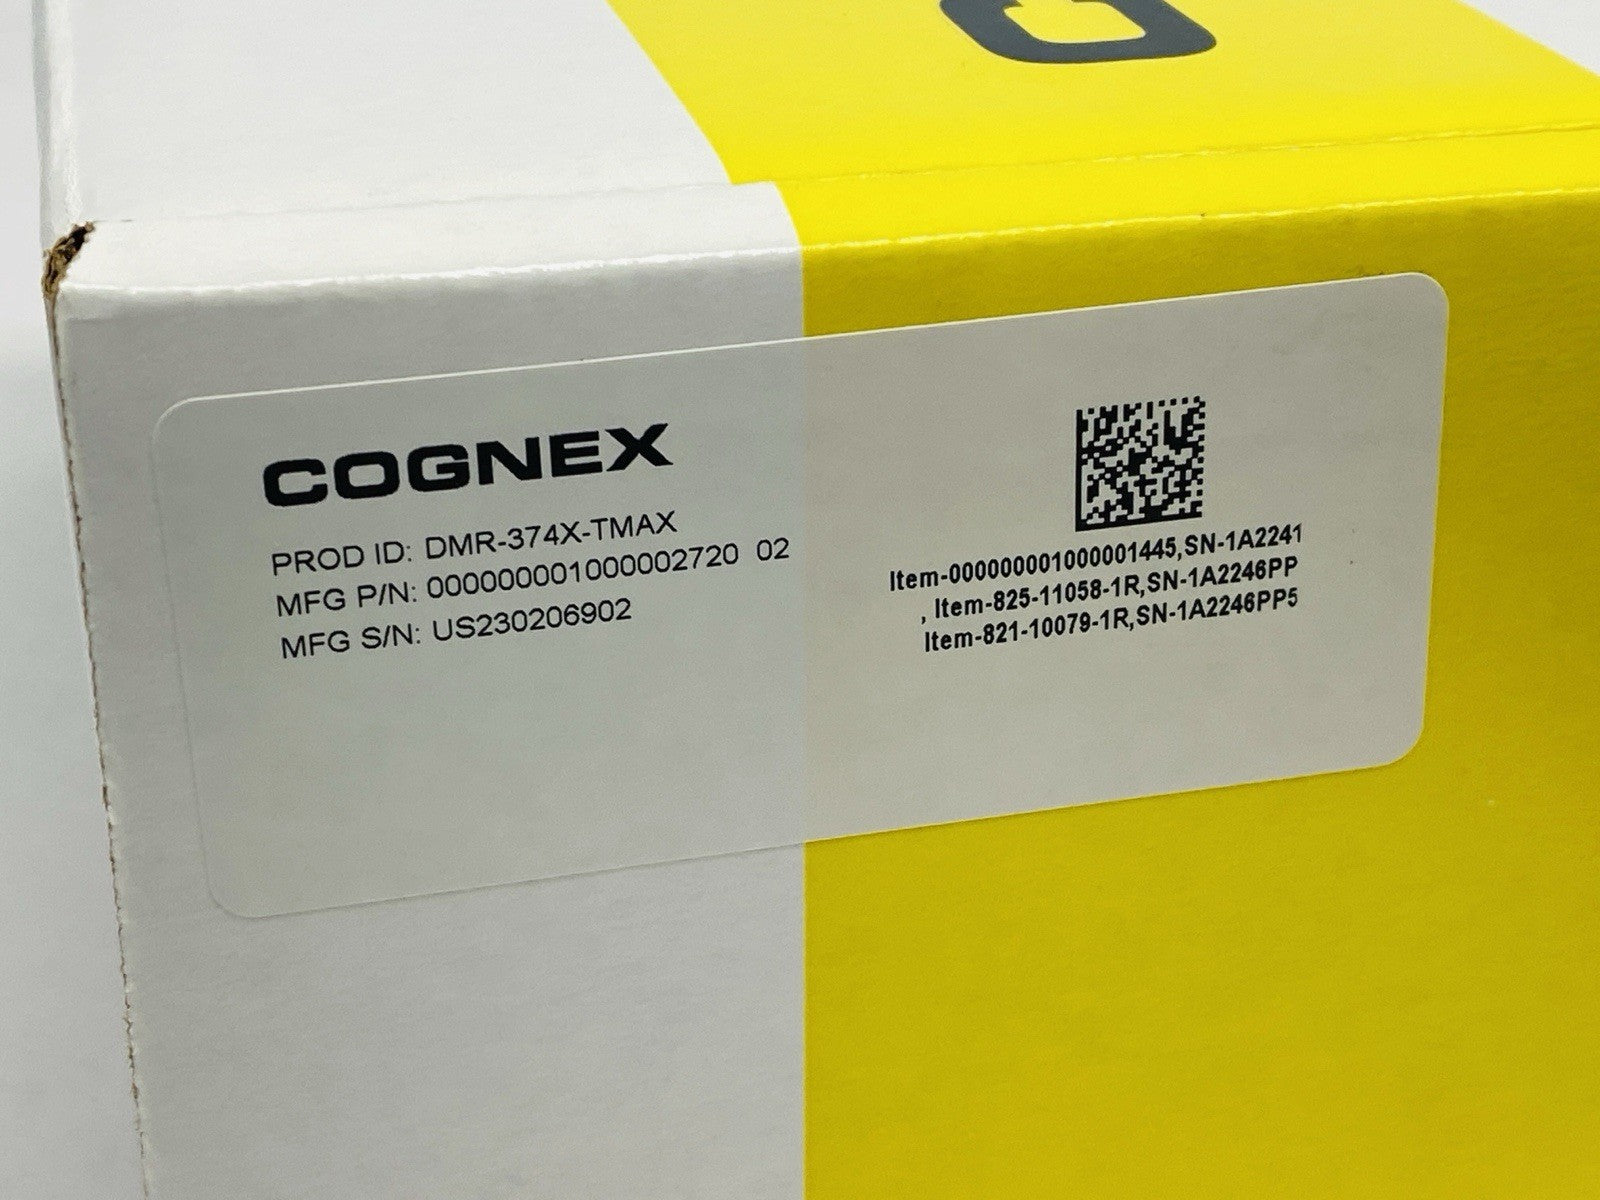 COGNEX
PROD ID: DMR-374X-TMAX
MFG P/N: 000000001000002720 02
MFG S/N: US230206902
Item-000000001000001445,SN-1A2241
, Item-825-11058-1R,SN-1A2246PP
Item-821-10079-1R,SN-1A2246PP5